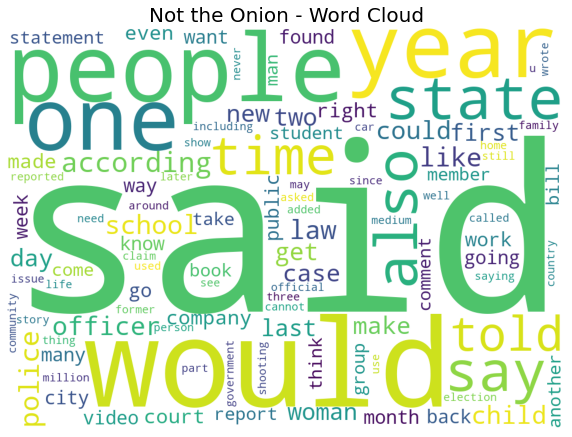 Not the Onion - Word Cloud
statement even want found never man u wrote
people year
one including new two right state
show student could first car family
made according time like home still
reported later way may asked since member bill
week around need school take public said also medium well called work
day know claim used added law going country
issue come life go book see get case comment saying
community story former official three cannot
officer company last make told
thing person
many would think group say
million part government shooting use another
police city election
video court report woman month back child